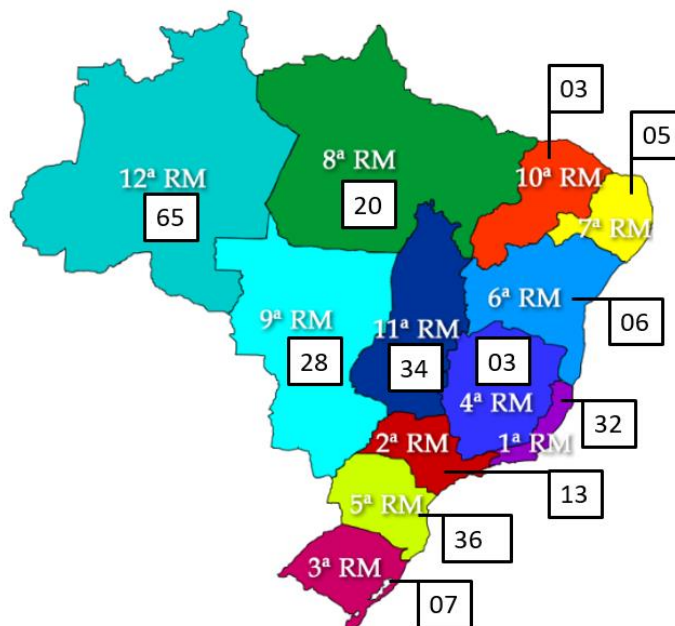 03
05
8ª RM
10ª RM
12ª RM
20
65
7ª RM
6ª RM
9ª RM
11ª RM
06
28
34
03
4ª RM
32
2ª RM
1ª RM
13
5ª RM
36
3ª RM
07